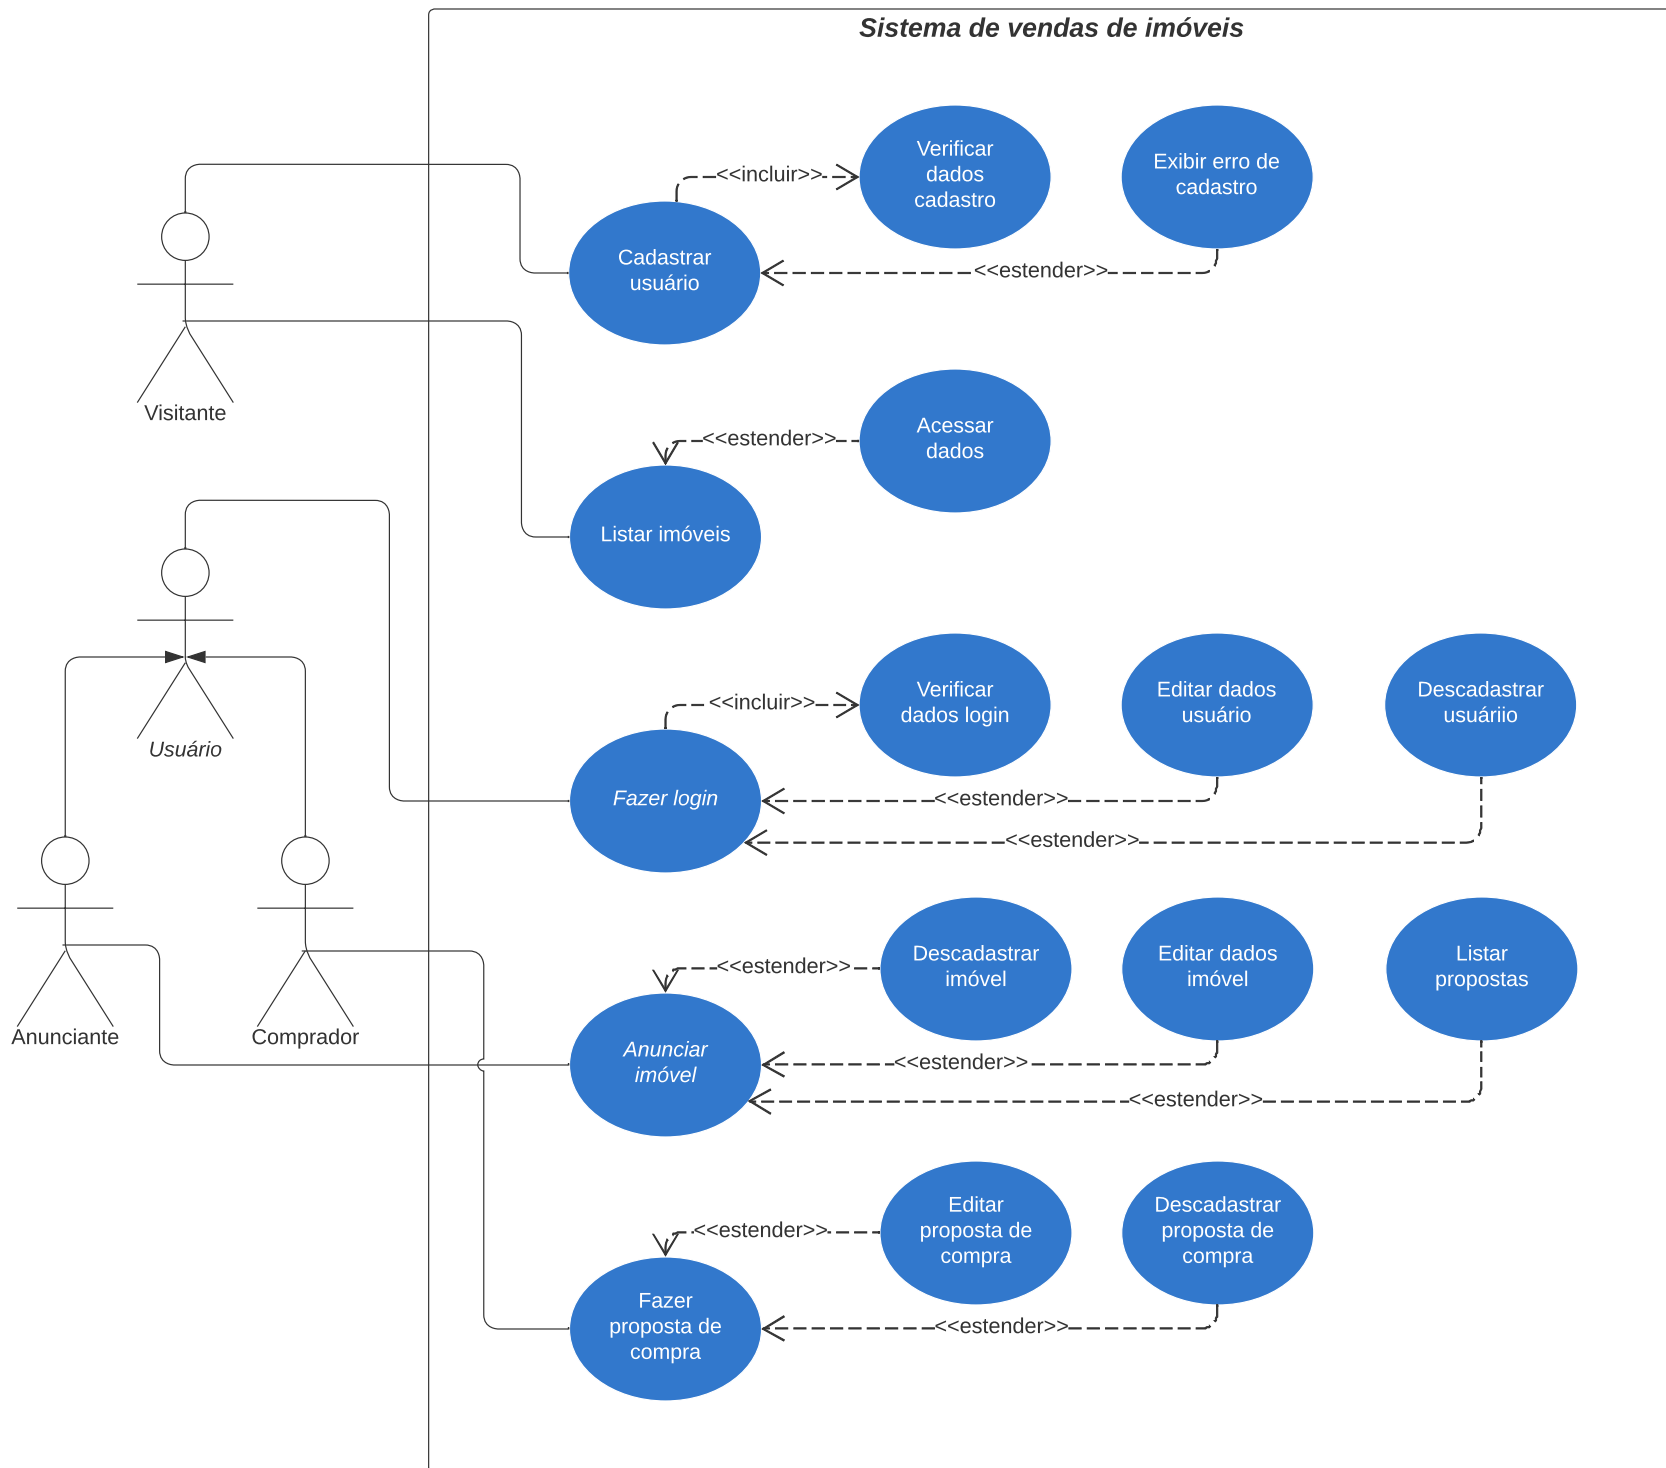 Sistema de vendas de imóveis
Verificar
dados
cadastro
Exibir erro de
cadastro
<<incluir>>
Cadastrar
usuário
<<estender>>
Visitante
Acessar
dados
<<estender>>
Listar imóveis
Usuário
Verificar
dados login
Editar dados
usuário
Descadastrar
usuáriio
<<incluir>>
Fazer login
<<estender>>
<<estender>>
Anunciante
Comprador
Descadastrar
imóvel
Editar dados
imóvel
Listar
propostas
<<estender>>
Anunciar
imóvel
<<estender>>
<<estender>>
Editar
proposta de
compra
Descadastrar
proposta de
compra
<<estender>>
Fazer
proposta de
compra
<<estender>>